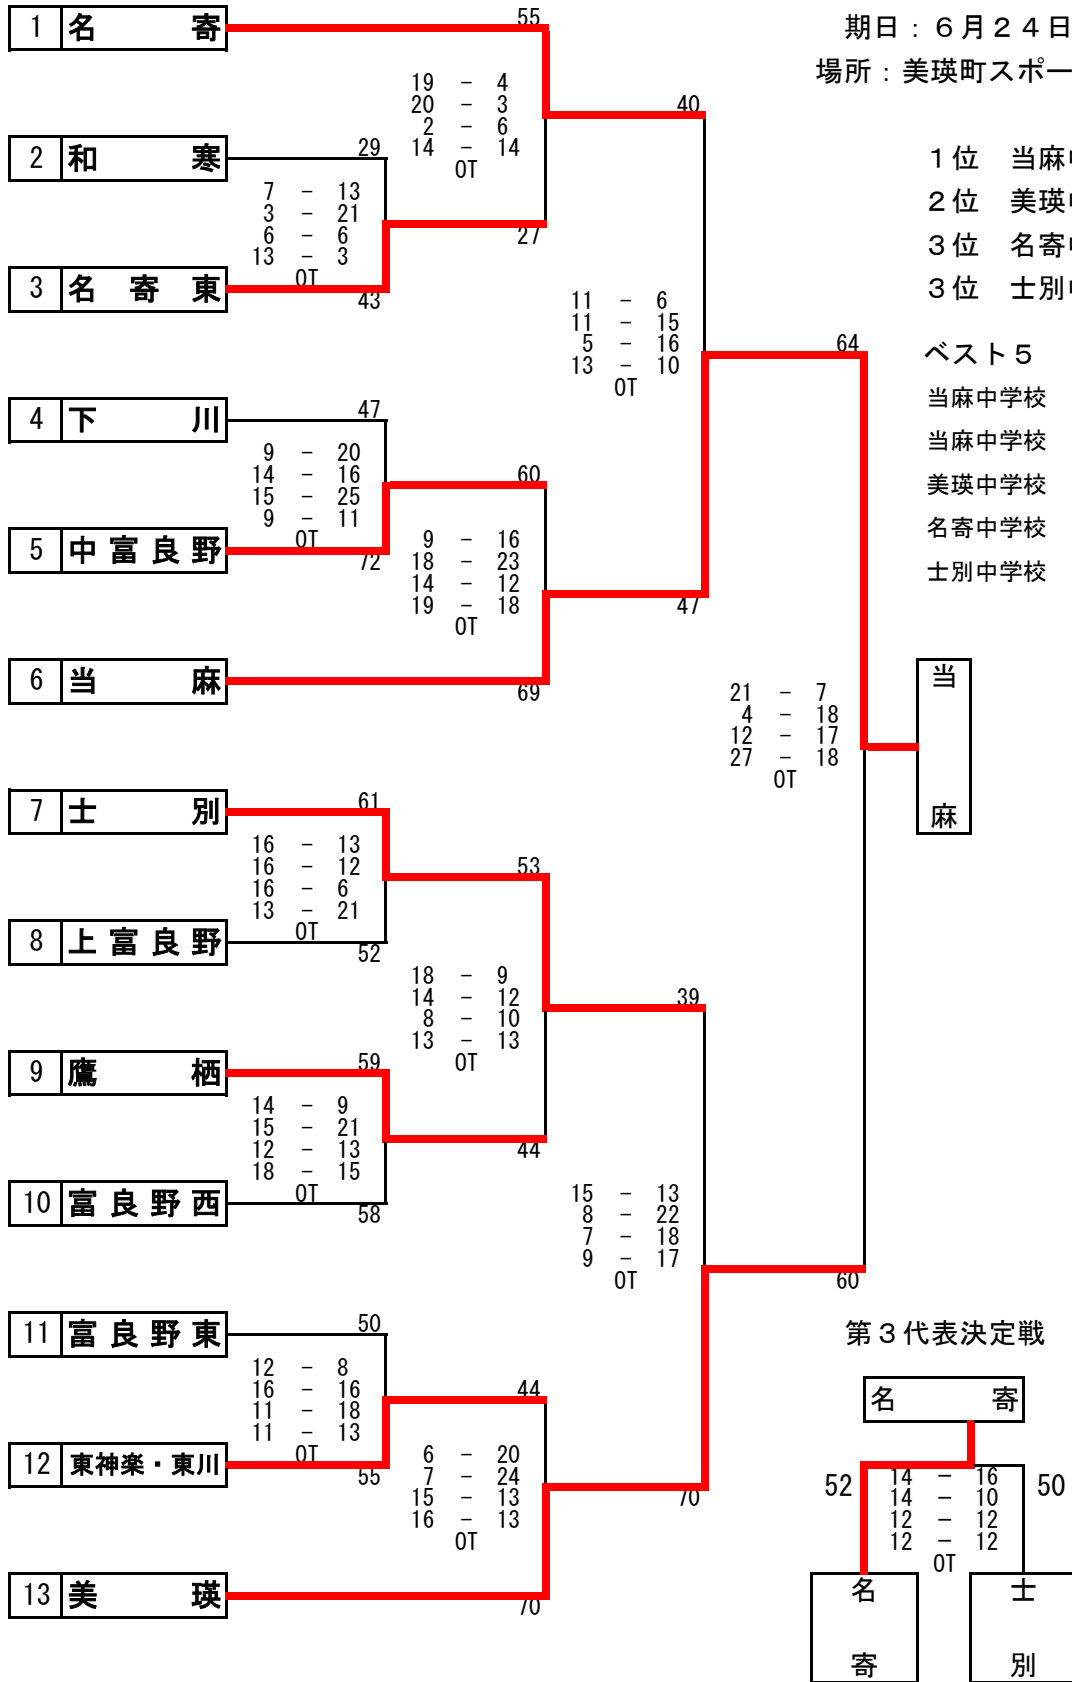 期日：６月２４日
場所：美瑛町スポー
１位　当麻
２位　美瑛
３位　名寄
３位　士別
ベスト５
当麻中学校
当麻中学校
美瑛中学校
名寄中学校
士別中学校
1 名寄
55
19 - 4
20 - 3
2 - 6
14 - 14
OT
40
2 和寒
29
7 - 13
3 - 21
6 - 6
13 - 3
OT
27
3 名寄東
43
11 - 6
11 - 15
5 - 16
13 - 10
OT
64
4 下川
47
9 - 20
14 - 16
15 - 25
9 - 11
OT
60
5 中富良野
72
9 - 16
18 - 23
14 - 12
19 - 18
OT
47
6 当麻
69
21 - 7
4 - 18
12 - 17
27 - 18
OT
当麻
7 士別
61
16 - 13
16 - 12
16 - 6
13 - 21
OT
53
8 上富良野
52
18 - 9
14 - 12
8 - 10
13 - 13
OT
39
9 鷹栖
59
14 - 9
15 - 21
12 - 13
18 - 15
OT
44
10 富良野西
58
15 - 13
8 - 22
7 - 18
9 - 17
OT
60
11 富良野東
50
12 - 8
16 - 16
11 - 18
11 - 13
OT
44
12 東神楽・東川
55
6 - 20
7 - 24
15 - 13
16 - 13
OT
70
13 美瑛
70
第３代表決定戦
名寄
52
14 - 16
14 - 10
12 - 12
12 - 12
OT
50
名寄
士別